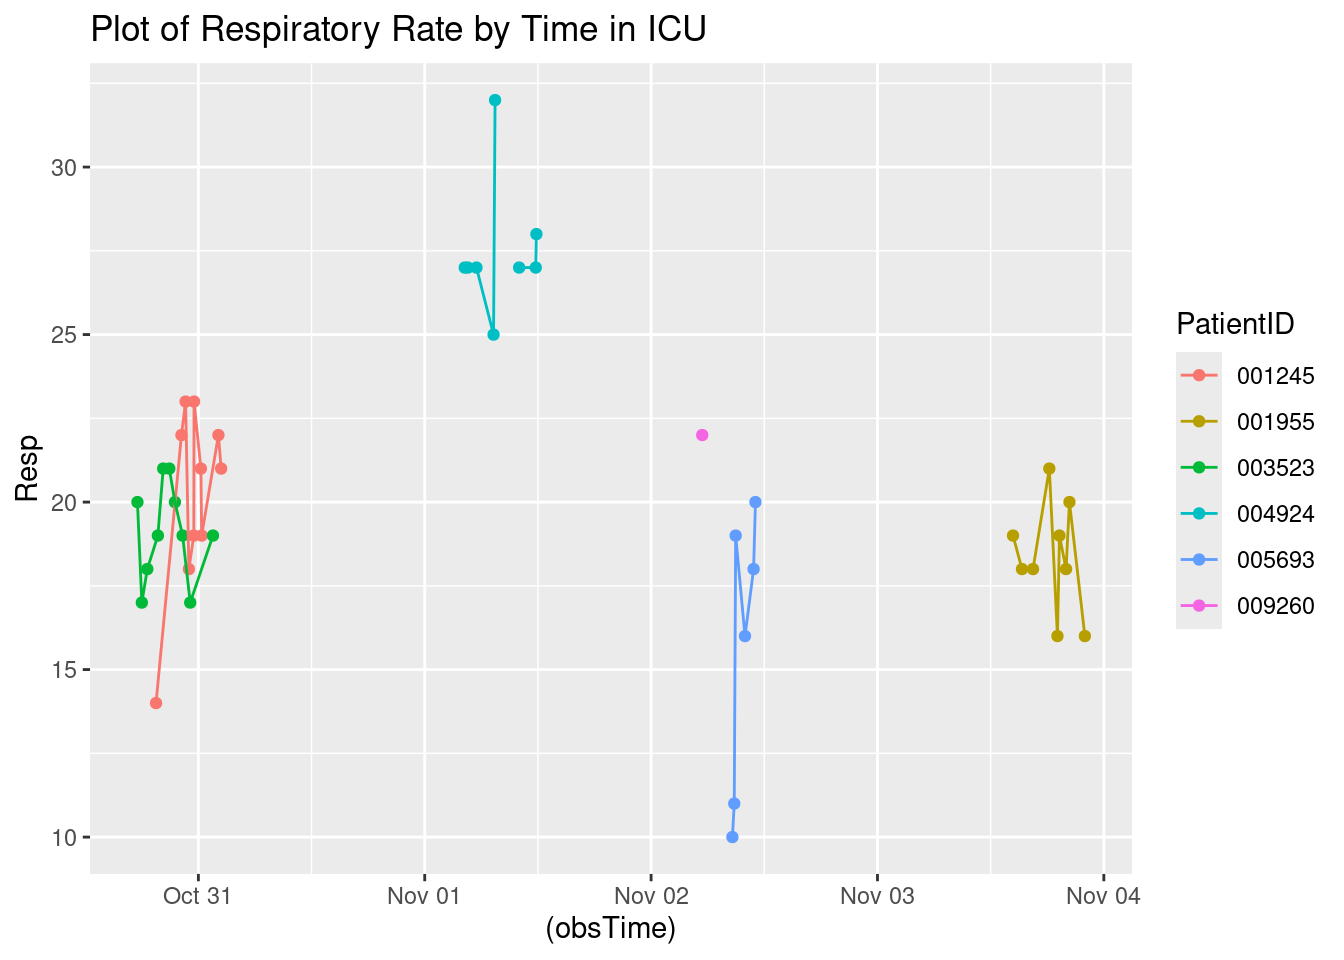 Plot of Respiratory Rate by Time in ICU
30
25
20
15
10
Resp
Oct 31
Nov 01
Nov 02
Nov 03
Nov 04
(obsTime)
PatientID
001245
001955
003523
004924
005693
009260